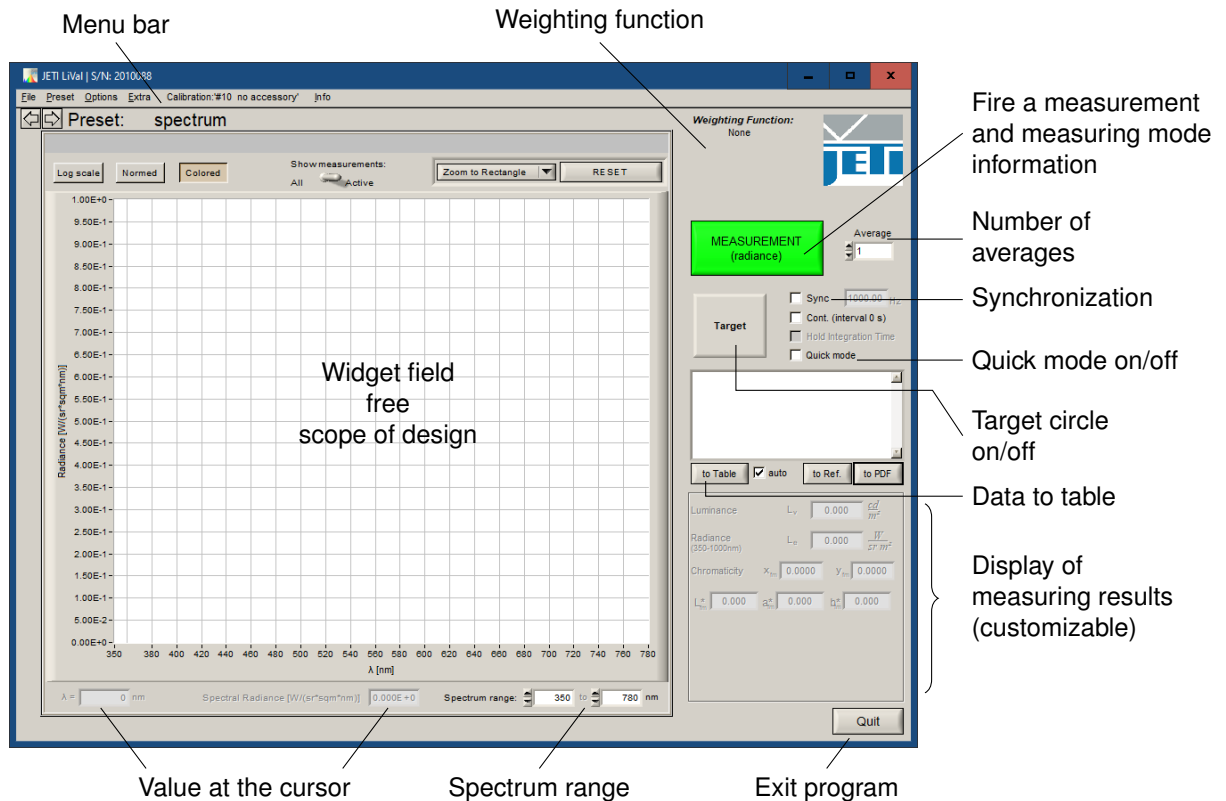 Menu bar
Weighting function
JETI LiVal | S/N: 2010088
File Preset Options Extra Calibration:'#10 no accessory' Info
Preset: spectrum
Weighting Function:
None
JETI
Fire a measurement
and measuring mode
information
Log scale Normed Colored
Show measurements:
All Active
Zoom to Rectangle RESET
MEASUREMENT
(radiance)
Average
1
Number of
averages
Target
Sync 1000.00 Hz
Cont. (interval 0 s)
Hold Integration Time
Quick mode
Synchronization
Quick mode on/off
Target circle
on/off
1.00E+0
9.50E-1
9.00E-1
8.50E-1
8.00E-1
7.50E-1
7.00E-1
6.50E-1
6.00E-1
5.50E-1
5.00E-1
4.50E-1
4.00E-1
3.50E-1
3.00E-1
2.50E-1
2.00E-1
1.50E-1
1.00E-1
5.00E-2
0.00E+0
Radiance [W/(sr*sqm*nm)]
Widget field
free
scope of design
350 380 400 420 440 460 480 500 520 540 560 580 600 620 640 660 680 700 720 740 760 780
λ [nm]
to Table auto to Ref. to PDF
Data to table
Luminance Lv 0.000 cd/m²
Radiance Le 0.000 W/sr m²
(350-1000nm)
Chromaticity x 0.0000 y 0.0000
L* 0.000 a* 0.000 b* 0.000
Display of
measuring results
(customizable)
λ = 0 nm Spectral Radiance [W/(sr*sqm*nm)] 0.000E+0 Spectrum range: 350 to 780 nm
Quit
Value at the cursor
Spectrum range
Exit program